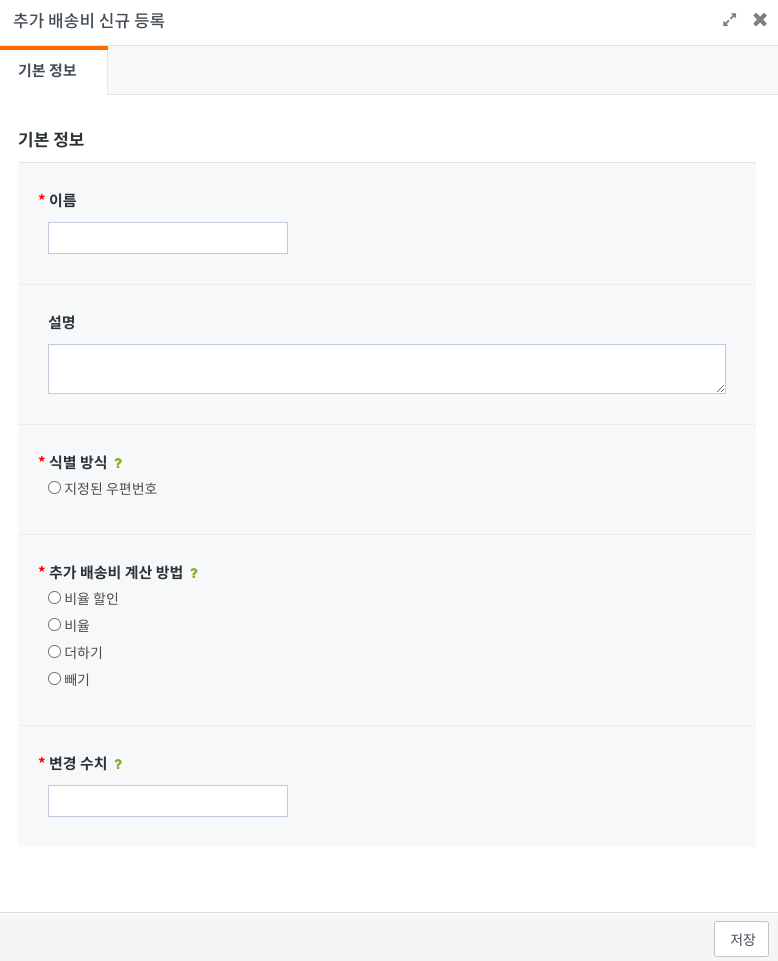 추가 배송비 신규 등록
기본 정보
기본 정보
* 이름
설명
* 식별 방식 ?
지정된 우편번호
* 추가 배송비 계산 방법 ?
비율 할인
비율
더하기
빼기
* 변경 수치 ?
저장